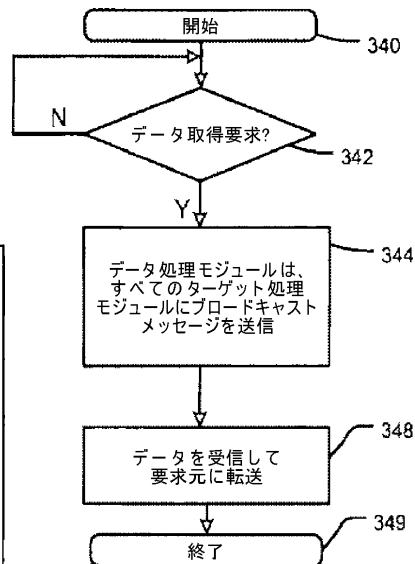 開始
340
N
データ取得要求?
342
Y
344
データ処理モジュールは、
すべてのターゲット処理
モジュールにブロードキャスト
メッセージを送信
348
データを受信して
要求元に転送
349
終了